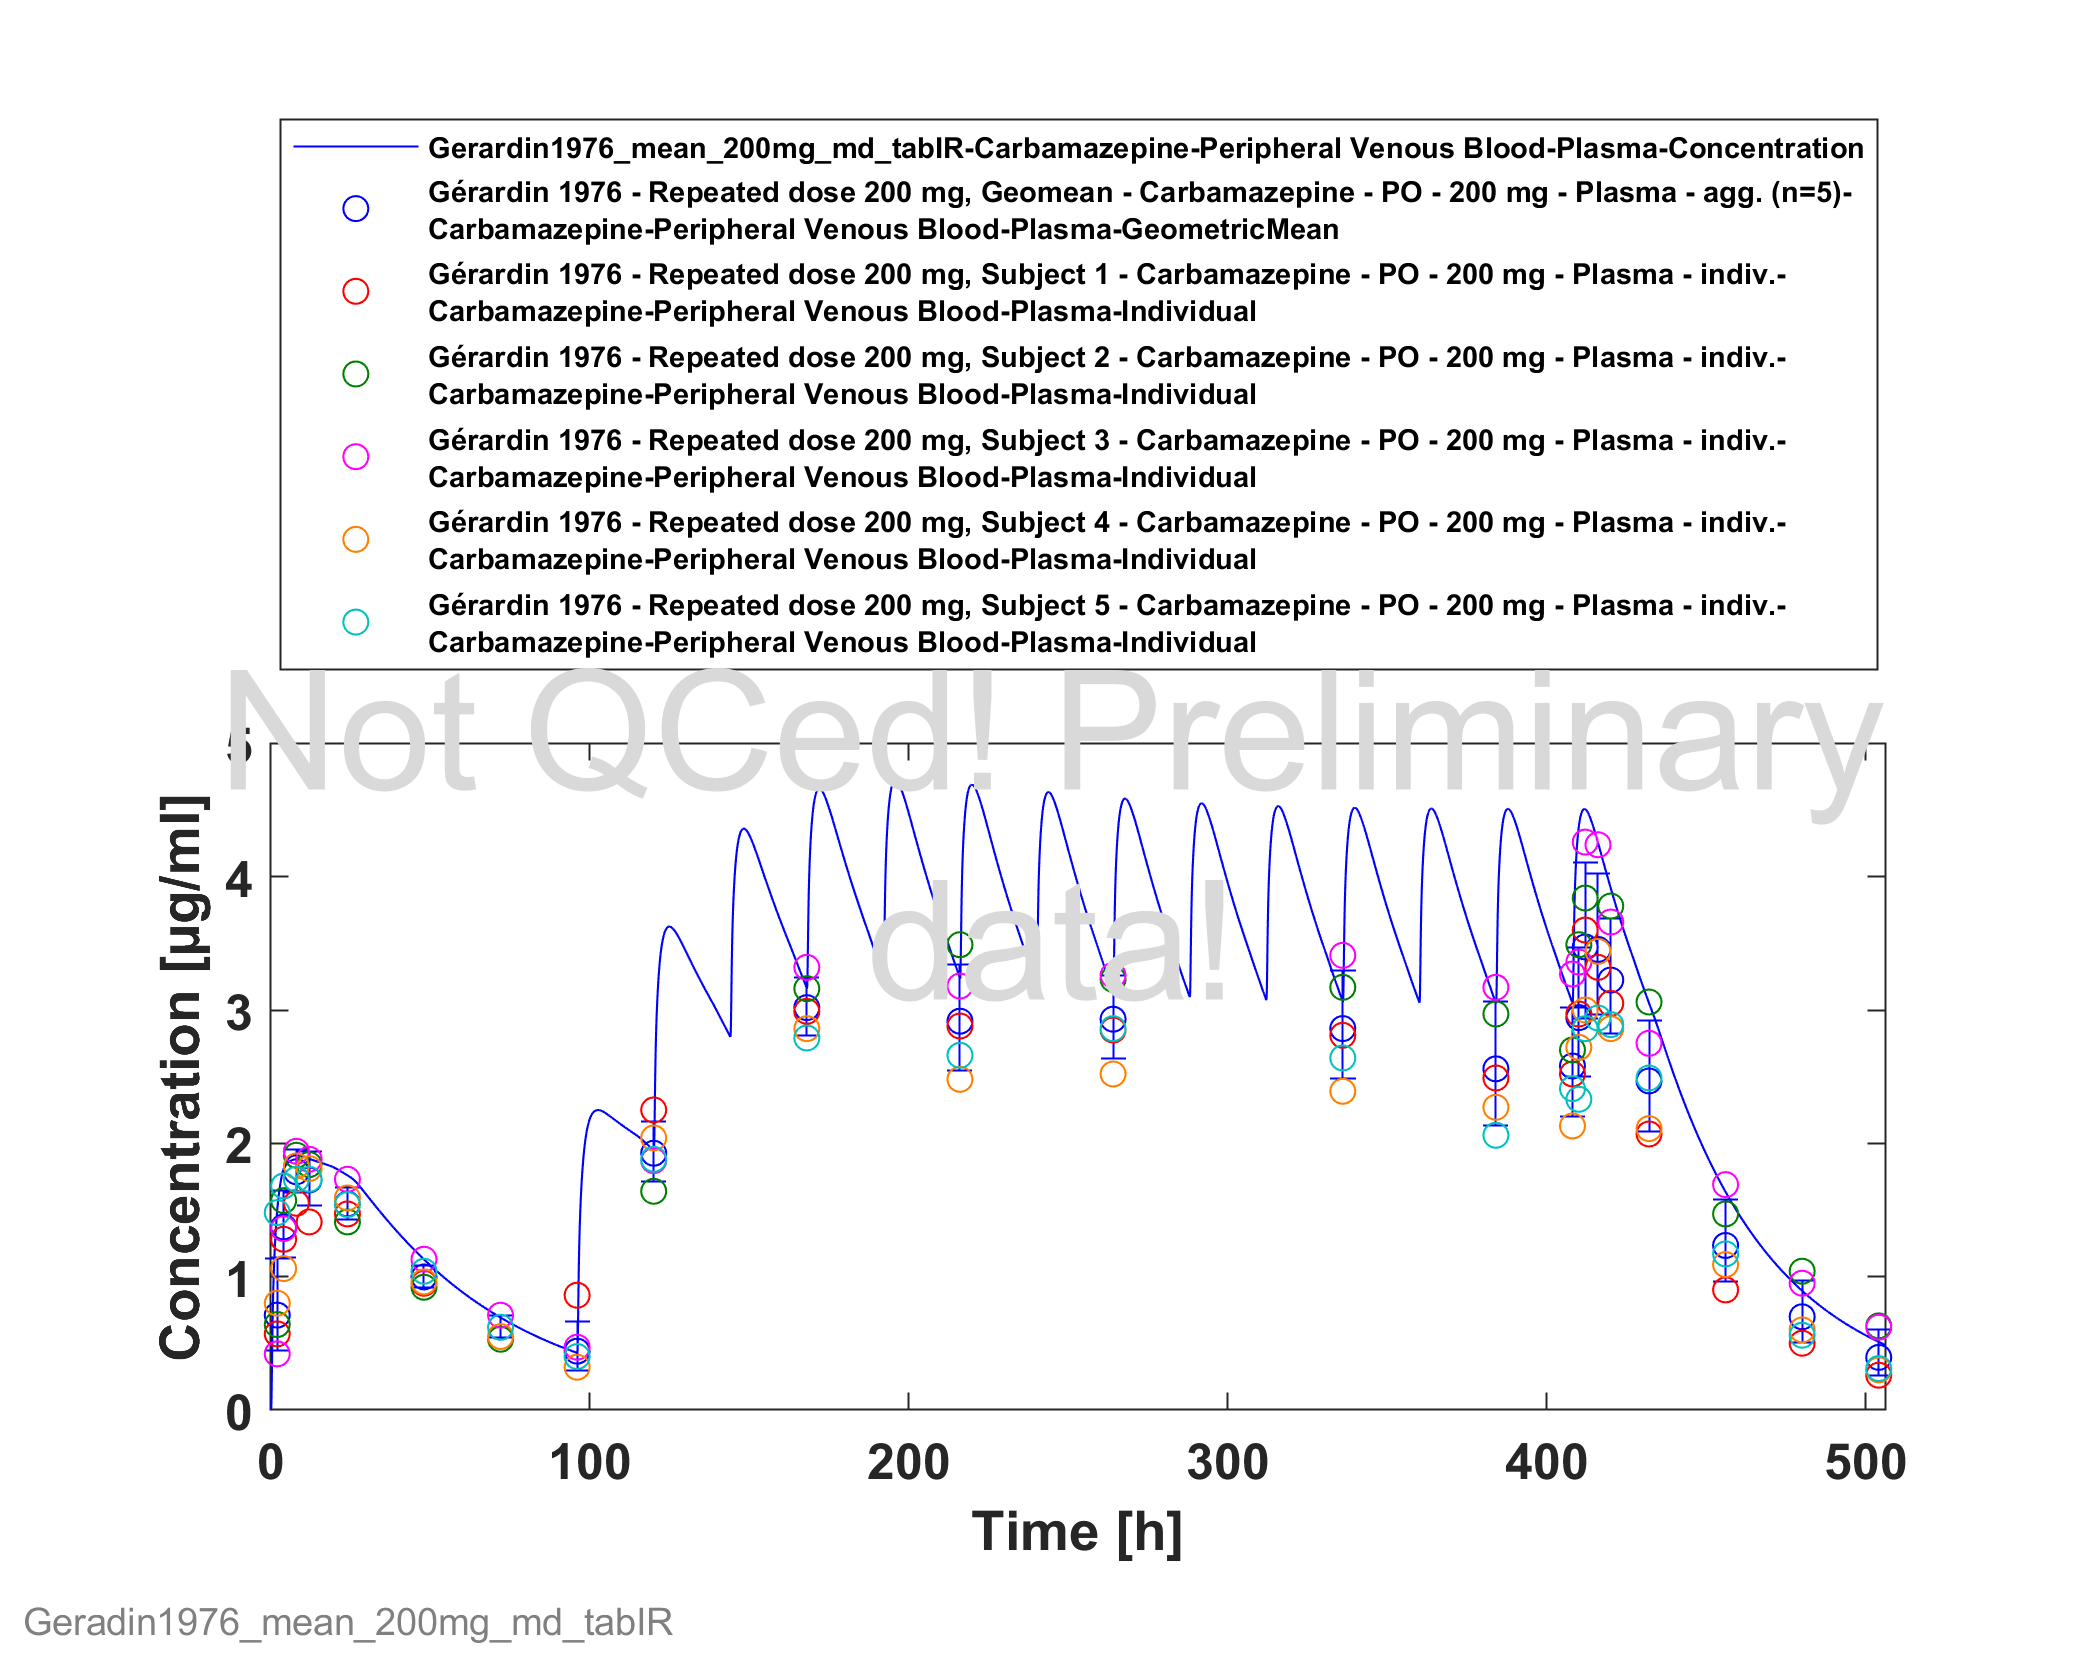 Gerardin1976_mean_200mg_md_tablR-Carbamazepine-Peripheral Venous Blood-Plasma-Concentration
Gérardin 1976 - Repeated dose 200 mg, Geomean - Carbamazepine - PO - 200 mg - Plasma - agg. (n=5)-
Carbamazepine-Peripheral Venous Blood-Plasma-GeometricMean
Gérardin 1976 - Repeated dose 200 mg, Subject 1 - Carbamazepine - PO - 200 mg - Plasma - indiv.-
Carbamazepine-Peripheral Venous Blood-Plasma-Individual
Gérardin 1976 - Repeated dose 200 mg, Subject 2 - Carbamazepine - PO - 200 mg - Plasma - indiv.-
Carbamazepine-Peripheral Venous Blood-Plasma-Individual
Gérardin 1976 - Repeated dose 200 mg, Subject 3 - Carbamazepine - PO - 200 mg - Plasma - indiv.-
Carbamazepine-Peripheral Venous Blood-Plasma-Individual
Gérardin 1976 - Repeated dose 200 mg, Subject 4 - Carbamazepine - PO - 200 mg - Plasma - indiv.-
Carbamazepine-Peripheral Venous Blood-Plasma-Individual
Gérardin 1976 - Repeated dose 200 mg, Subject 5 - Carbamazepine - PO - 200 mg - Plasma - indiv.-
Carbamazepine-Peripheral Venous Blood-Plasma-Individual
Not QCed! Preliminary
data!
Concentration [µg/ml]
5
4
3
2
1
0
0 100 200 300 400 500
Time [h]
Geradin1976_mean_200mg_md_tablR